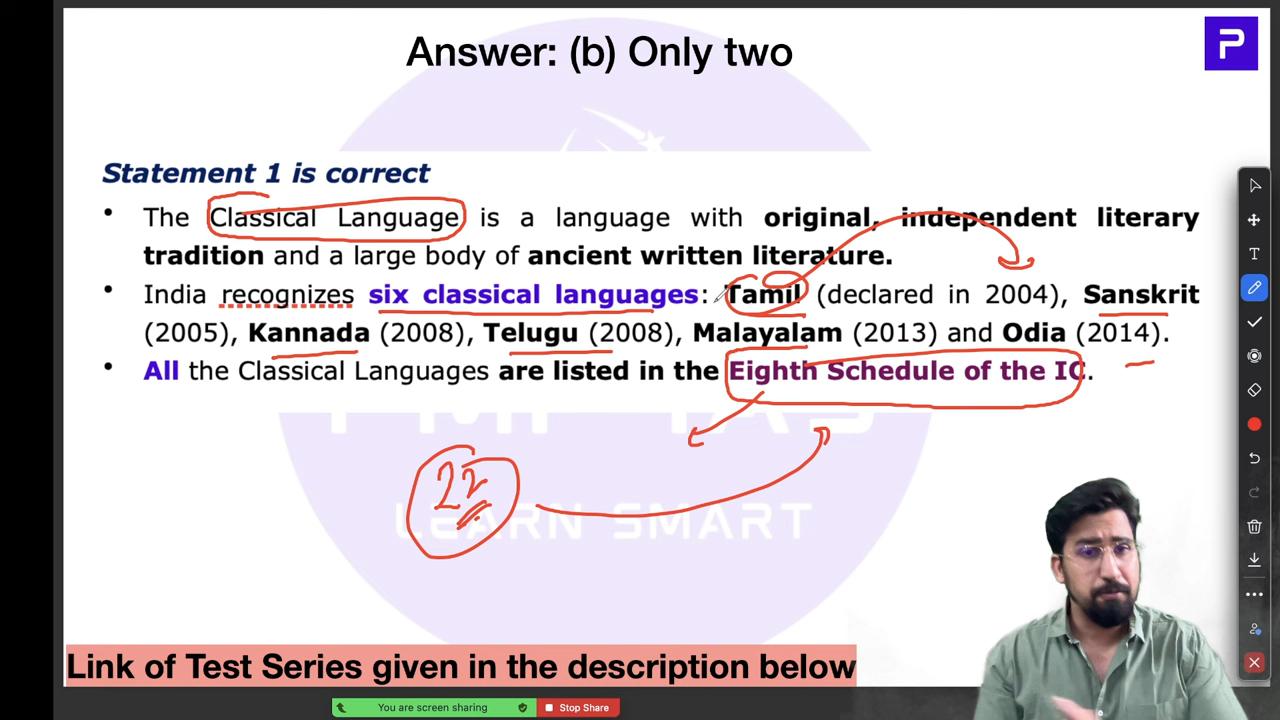 Answer: (b) Only two
P
Statement 1 is correct
• The Classical Language is a language with original, independent literary
tradition and a large body of ancient written literature.
• India recognizes six classical languages: Tamil (declared in 2004), Sanskrit
(2005), Kannada (2008), Telugu (2008), Malayalam (2013) and Odia (2014).
• All the Classical Languages are listed in the Eighth Schedule of the IC.
22
LEARN SMART
Link of Test Series given in the description below
You are screen sharing
Stop Share